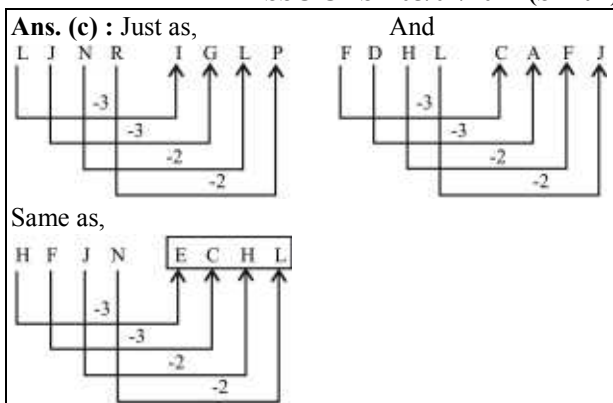 Ans. (c) : Just as, And
L J N R I G L P F D H L C A F J
-3 -3
-3 -3
-2 -2
-2 -2
Same as,
H F J N E C H L
-3
-3
-2
-2